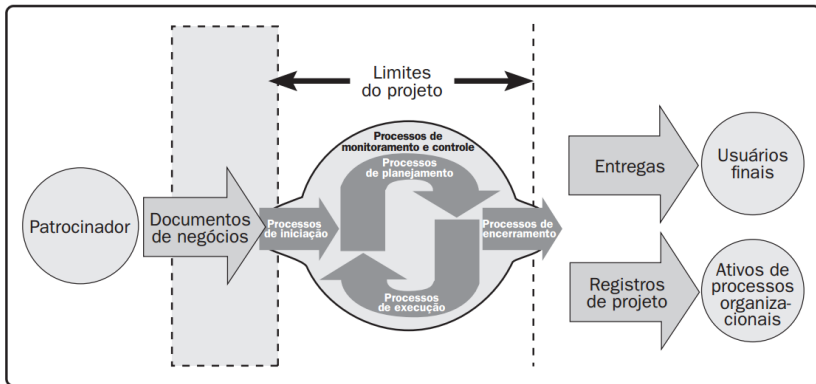 Limites
do projeto
Processos de
monitoramento e controle
Processos
de planejamento
Patrocinador
Documentos
de negócios
Processos
de iniciação
Processos de
encerramento
Processos
de execução
Entregas
Usuários
finais
Registros
de projeto
Ativos de
processos
organiza-
cionais